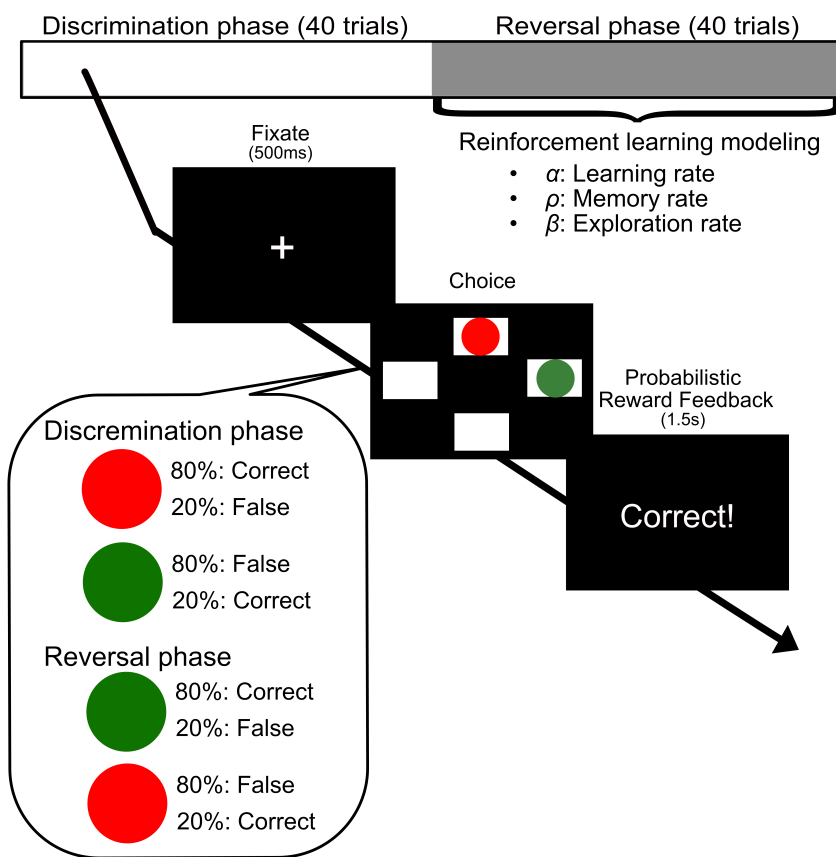 Discrimination phase (40 trials)
Reversal phase (40 trials)
Reinforcement learning modeling
• α: Learning rate
• ρ: Memory rate
• β: Exploration rate
Fixate
(500ms)
+
Choice
Probabilistic
Reward Feedback
(1.5s)
Correct!
Discremination phase
80%: Correct
20%: False
80%: False
20%: Correct
Reversal phase
80%: Correct
20%: False
80%: False
20%: Correct